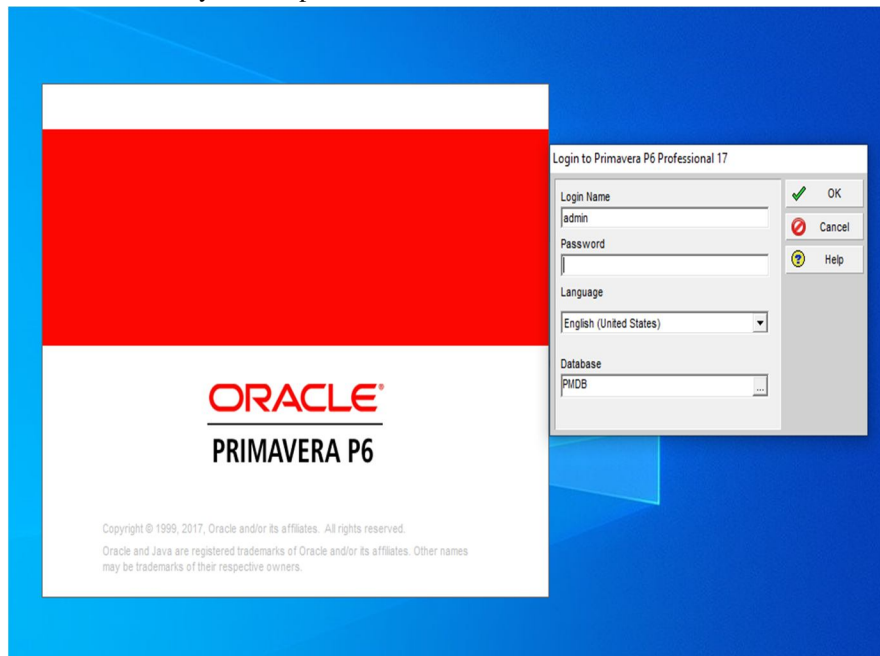 ORACLE®
PRIMAVERA P6
Copyright © 1999, 2017, Oracle and/or its affiliates. All rights reserved.
Oracle and Java are registered trademarks of Oracle and/or its affiliates. Other names
may be trademarks of their respective owners.
Login to Primavera P6 Professional 17
Login Name
admin
Password
Language
English (United States)
Database
PMDB
...
OK
Cancel
Help